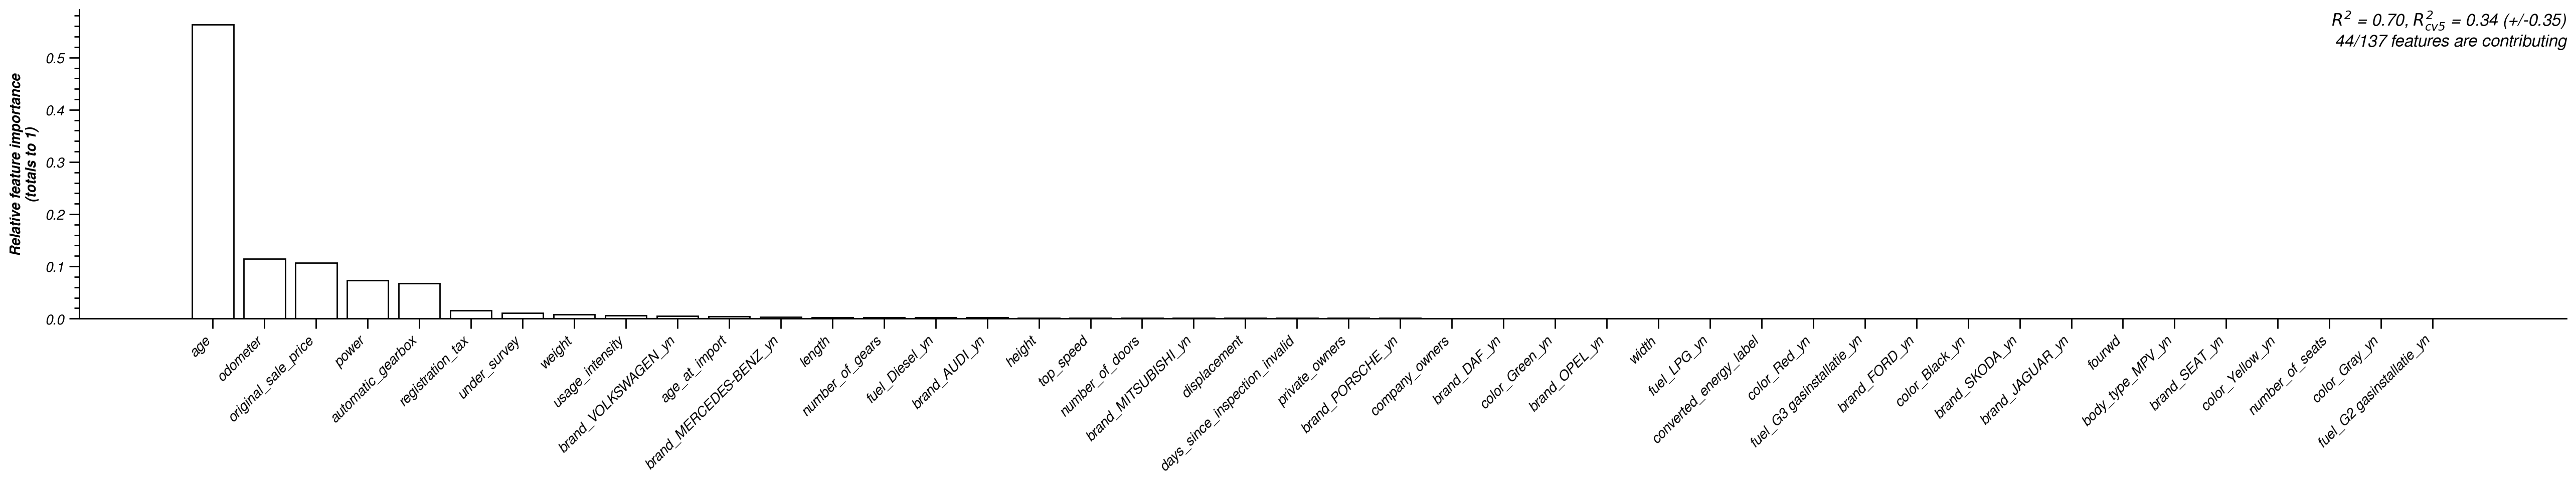 R² = 0.70, R²cv5 = 0.34 (+/-0.35)
44/137 features are contributing
Relative feature importance
(totals to 1)
0.5
0.4
0.3
0.2
0.1
0.0
age
odometer
original_sale_price
power
automatic_gearbox
registration_tax
under_survey
weight
usage_intensity
brand_VOLKSWAGEN_yn
age_at_import
brand_MERCEDES-BENZ_yn
length
number_of_gears
fuel_Diesel_yn
brand_AUDI_yn
height
top_speed
number_of_doors
brand_MITSUBISHI_yn
displacement
days_since_inspection_invalid
private_owners
brand_PORSCHE_yn
company_owners
brand_DAF_yn
color_Green_yn
brand_OPEL_yn
width
fuel_LPG_yn
converted_energy_label
color_Red_yn
fuel_G3 gasinstallatie_yn
brand_FORD_yn
color_Black_yn
brand_SKODA_yn
brand_JAGUAR_yn
fourwd
body_type_MPV_yn
brand_SEAT_yn
color_Yellow_yn
number_of_seats
color_Gray_yn
fuel_G2 gasinstallatie_yn